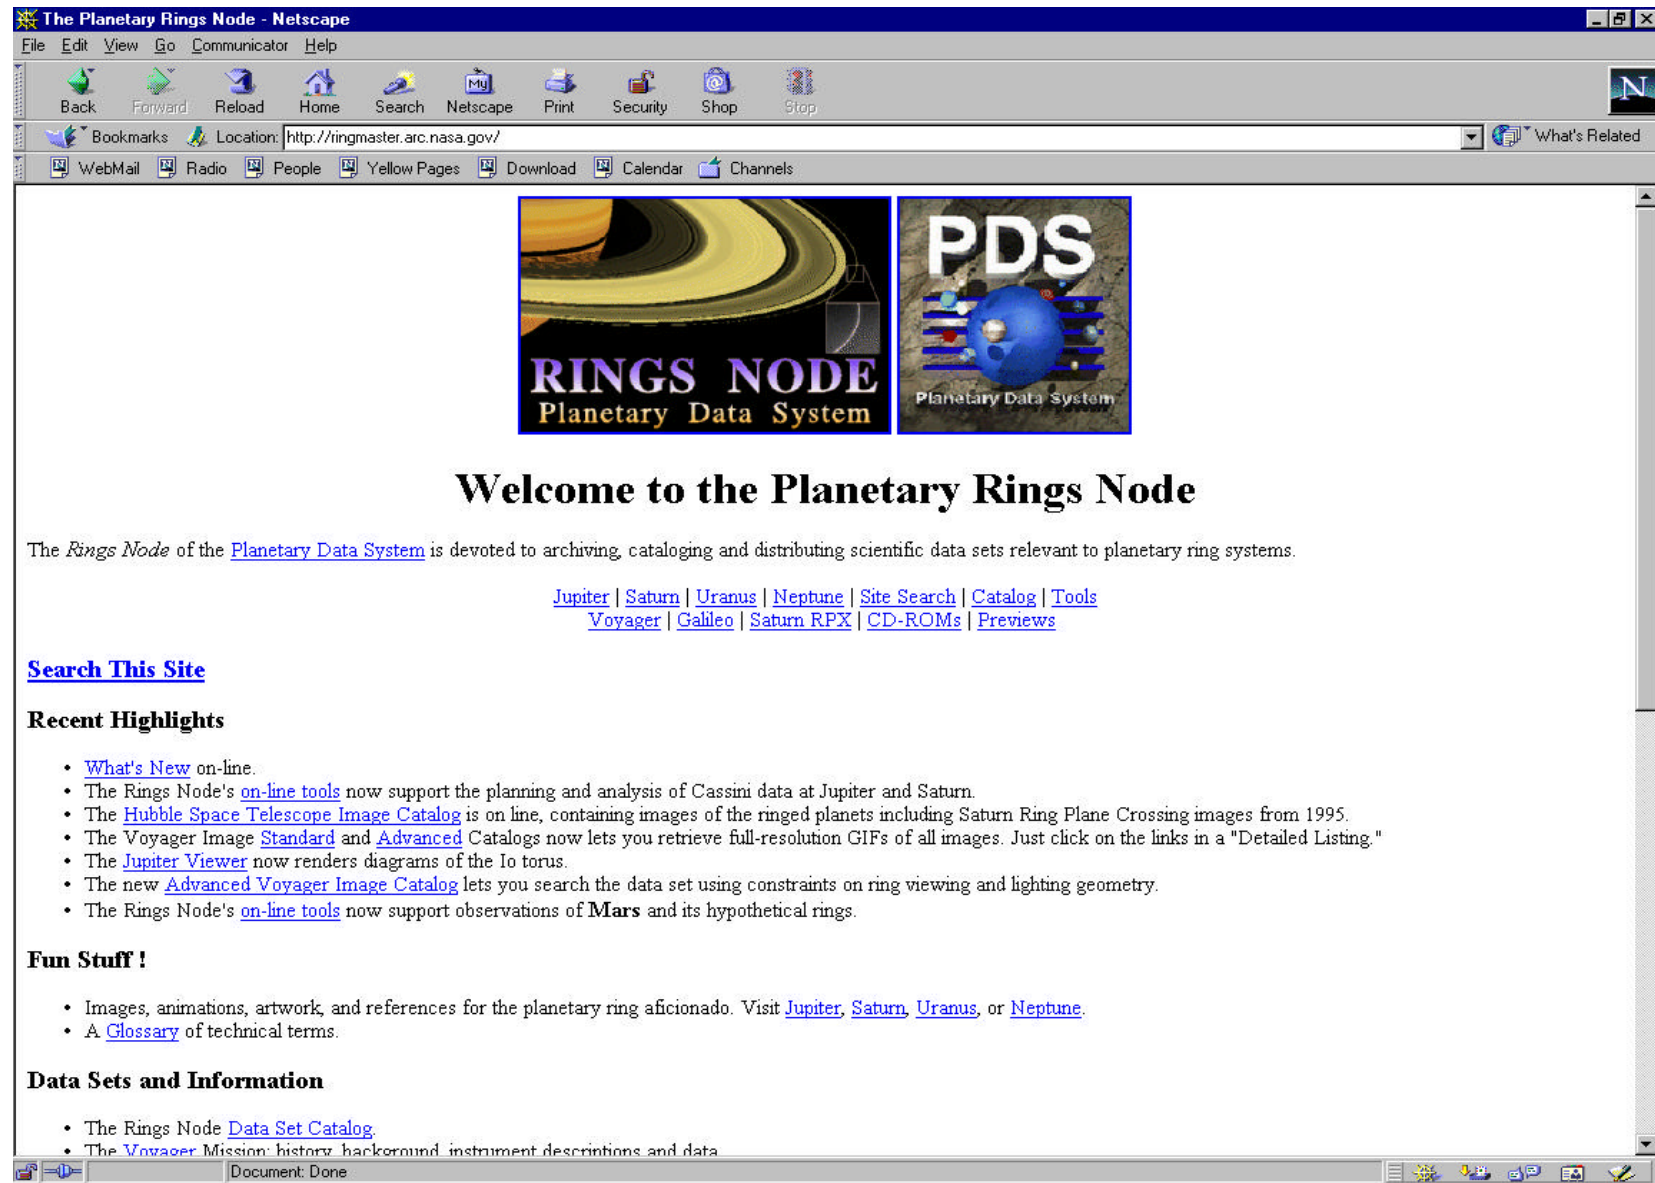 The Planetary Rings Node - Netscape
File Edit View Go Communicator Help
My
N
Back Forward Reload Home Search Netscape Print Security Shop Stop
Bookmarks Location: http://ringmaster.arc.nasa.gov/ What's Related
WebMail Radio People Yellow Pages Download Calendar Channels
RINGS NODE
Planetary Data System
PDS
Planetary Data System
Welcome to the Planetary Rings Node
The Rings Node of the Planetary Data System is devoted to archiving, cataloging and distributing scientific data sets relevant to planetary ring systems.
Jupiter | Saturn | Uranus | Neptune | Site Search | Catalog | Tools
Voyager | Galileo | Saturn RPX | CD-ROMs | Previews
Search This Site
Recent Highlights
• What's New on-line.
• The Rings Node's on-line tools now support the planning and analysis of Cassini data at Jupiter and Saturn.
• The Hubble Space Telescope Image Catalog is on line, containing images of the ringed planets including Saturn Ring Plane Crossing images from 1995.
• The Voyager Image Standard and Advanced Catalogs now lets you retrieve full-resolution GIFs of all images. Just click on the links in a "Detailed Listing."
• The Jupiter Viewer now renders diagrams of the Io torus.
• The new Advanced Voyager Image Catalog lets you search the data set using constraints on ring viewing and lighting geometry.
• The Rings Node's on-line tools now support observations of Mars and its hypothetical rings.
Fun Stuff !
• Images, animations, artwork, and references for the planetary ring aficionado. Visit Jupiter, Saturn, Uranus, or Neptune.
• A Glossary of technical terms.
Data Sets and Information
• The Rings Node Data Set Catalog.
• The Voyager Mission: history, background, instrument descriptions and data
Document: Done